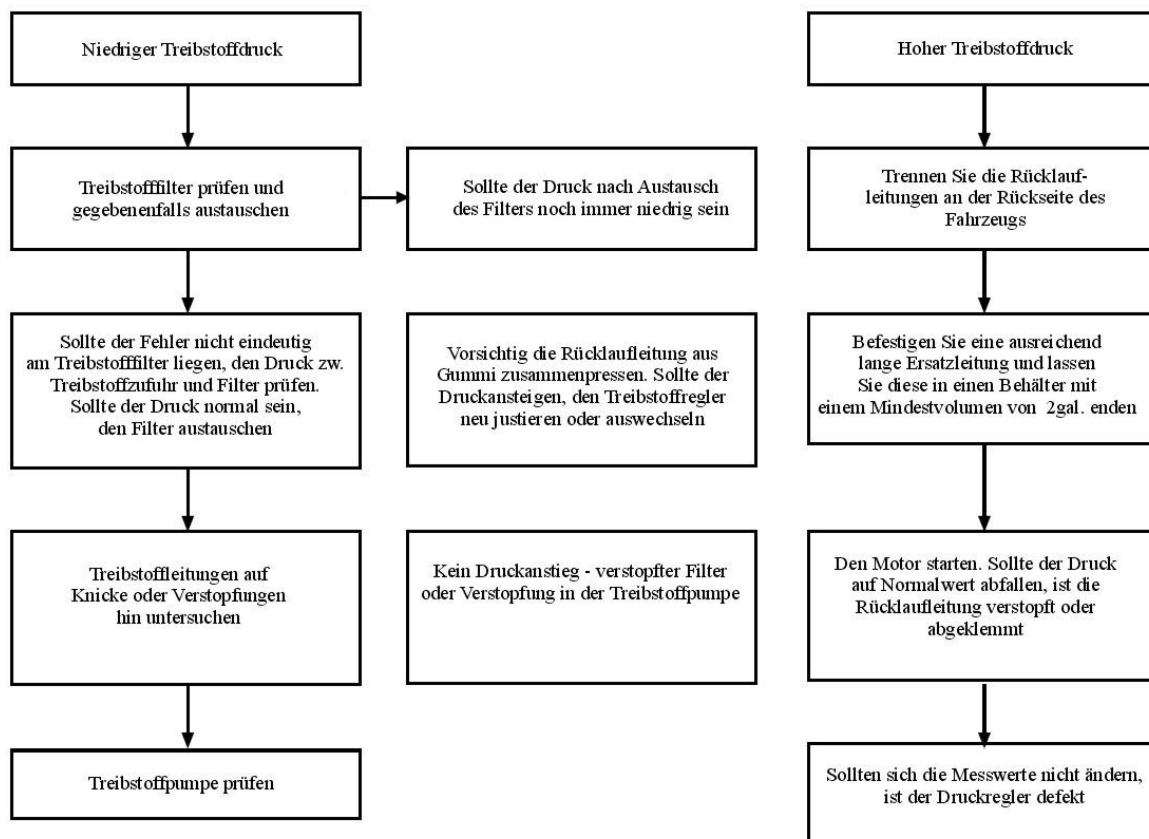 Niedriger Treibstoffdruck
Treibstofffilter prüfen und
gegebenenfalls austauschen
Sollte der Fehler nicht eindeutig
am Treibstofffilter liegen, den Druck zw.
Treibstoffzufuhr und Filter prüfen.
Sollte der Druck normal sein,
den Filter austauschen
Treibstoffleitungen auf
Knicke oder Verstopfungen
hin untersuchen
Treibstoffpumpe prüfen
Sollte der Druck nach Austausch
des Filters noch immer niedrig sein
Vorsichtig die Rücklaufleitung aus
Gummi zusammenpressen. Sollte der
Druckansteigen, den Treibstoffregler
neu justieren oder auswechseln
Kein Druckanstieg - verstopfter Filter
oder Verstopfung in der Treibstoffpumpe
Hoher Treibstoffdruck
Trennen Sie die Rücklauf-
leitungen an der Rückseite des
Fahrzeugs
Befestigen Sie eine ausreichend
lange Ersatzleitung und lassen
Sie diese in einen Behälter mit
einem Mindestvolumen von 2gal. enden
Den Motor starten. Sollte der Druck
auf Normalwert abfallen, ist die
Rücklaufleitung verstopft oder
abgeklemmt
Sollten sich die Messwerte nicht ändern,
ist der Druckregler defekt